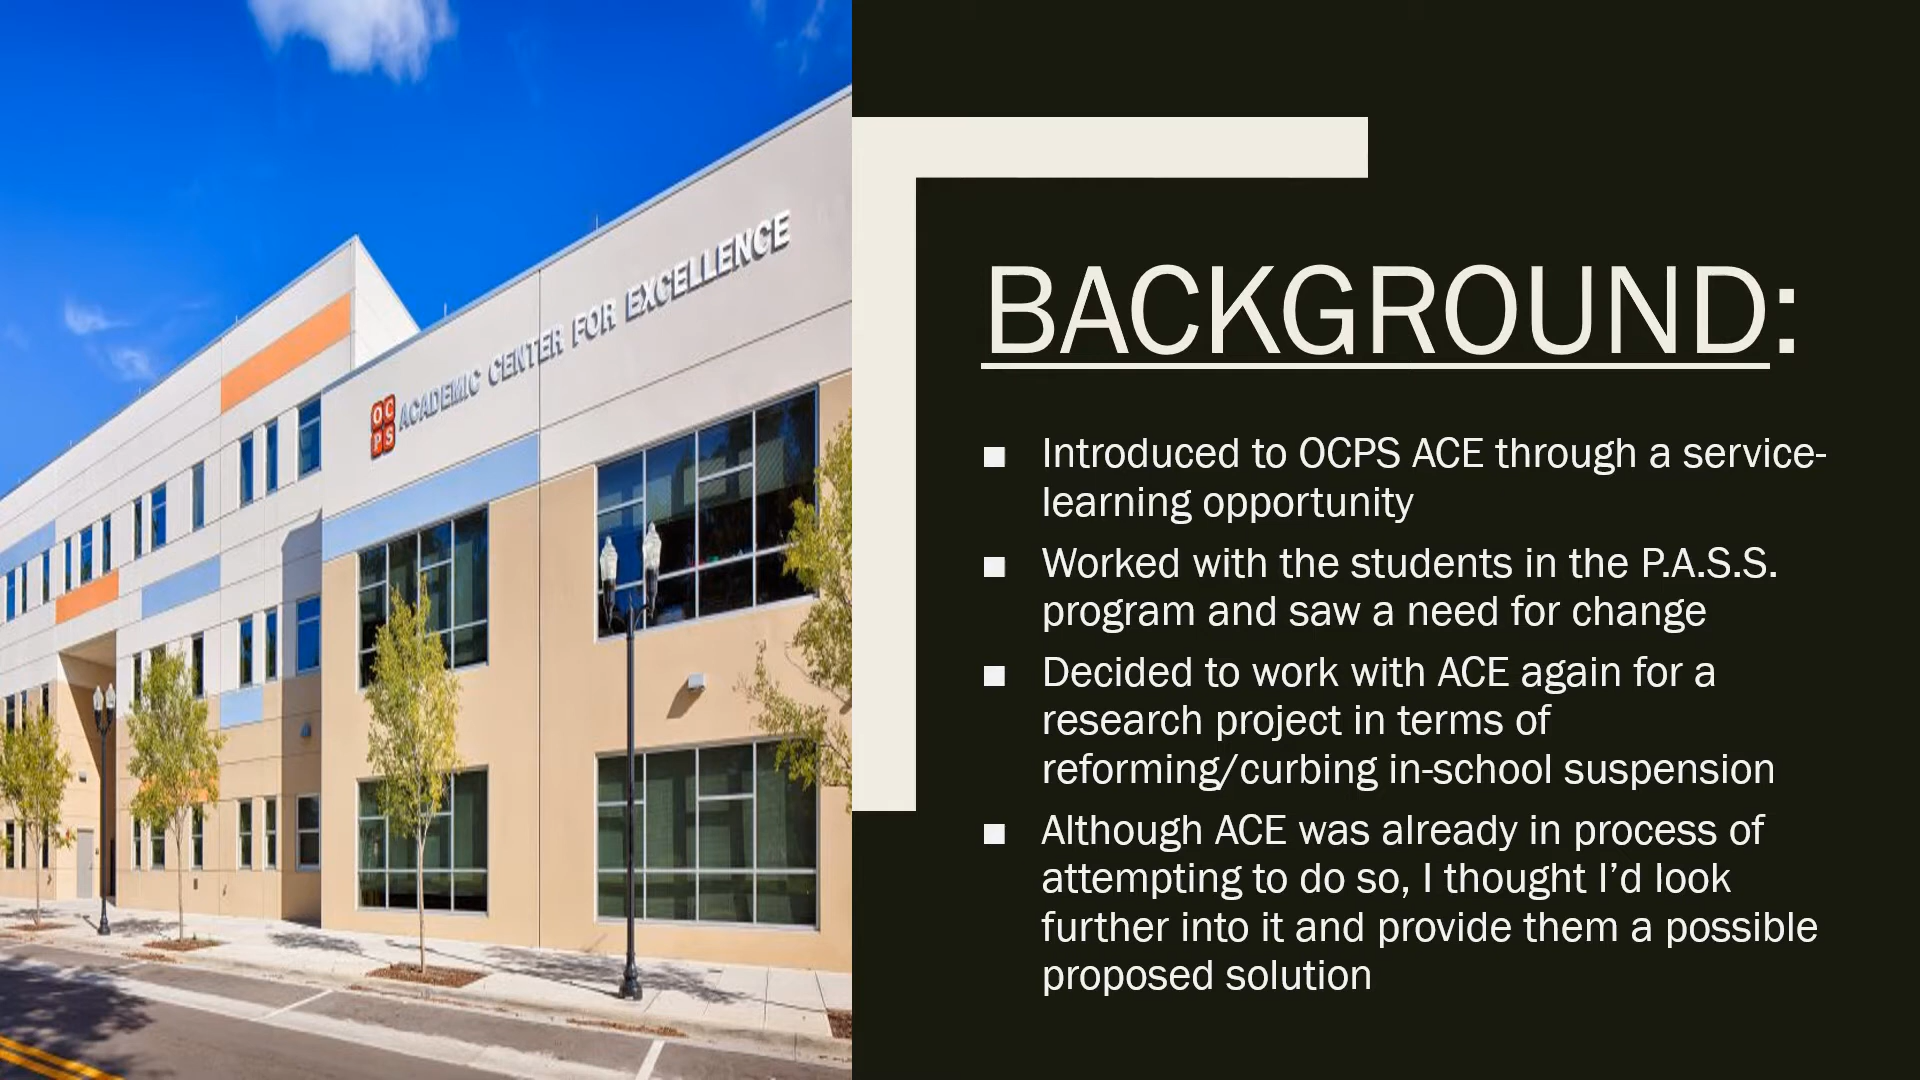 OC
PS
ACADEMIC CENTER FOR EXCELLENCE
BACKGROUND:
■ Introduced to OCPS ACE through a service-
learning opportunity
■ Worked with the students in the P.A.S.S.
program and saw a need for change
■ Decided to work with ACE again for a
research project in terms of
reforming/curbing in-school suspension
■ Although ACE was already in process of
attempting to do so, I thought I’d look
further into it and provide them a possible
proposed solution